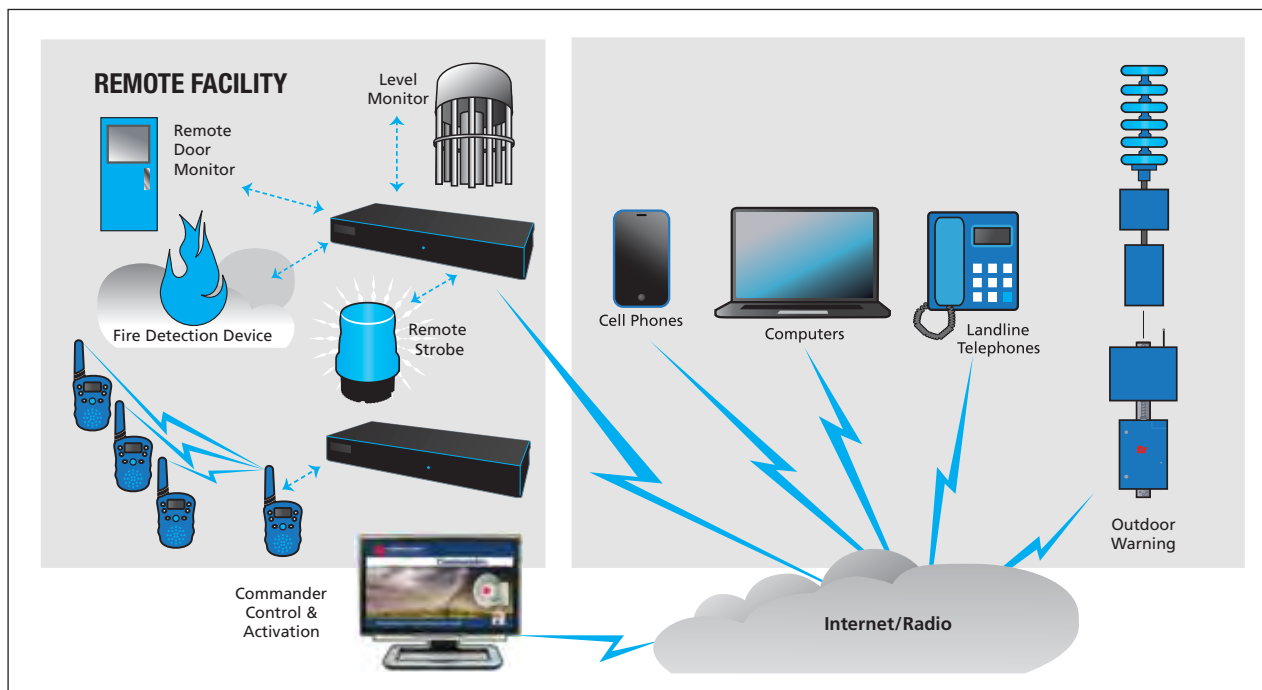 REMOTE FACILITY
Level
Monitor
Remote
Door
Monitor
Fire Detection Device
Remote
Strobe
Cell Phones
Computers
Landline
Telephones
Outdoor
Warning
Commander
Control &
Activation
Commander
Internet/Radio